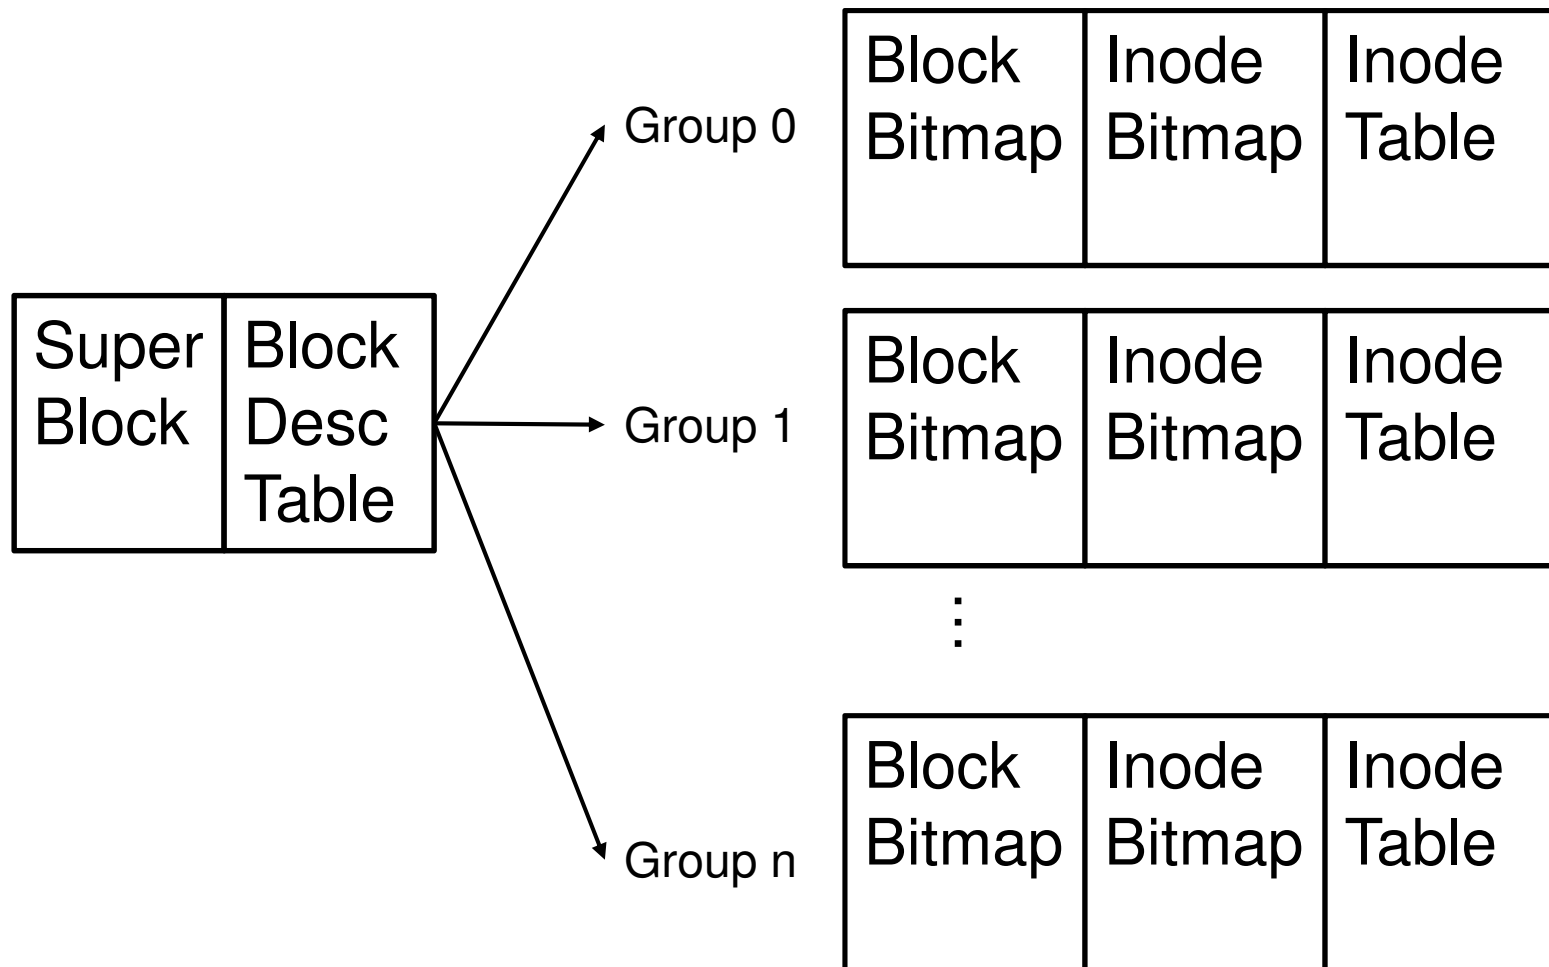 Super
Block
Block
Desc
Table
Group 0
Block
Bitmap
Inode
Bitmap
Inode
Table
Group 1
Block
Bitmap
Inode
Bitmap
Inode
Table
⋮
Group n
Block
Bitmap
Inode
Bitmap
Inode
Table